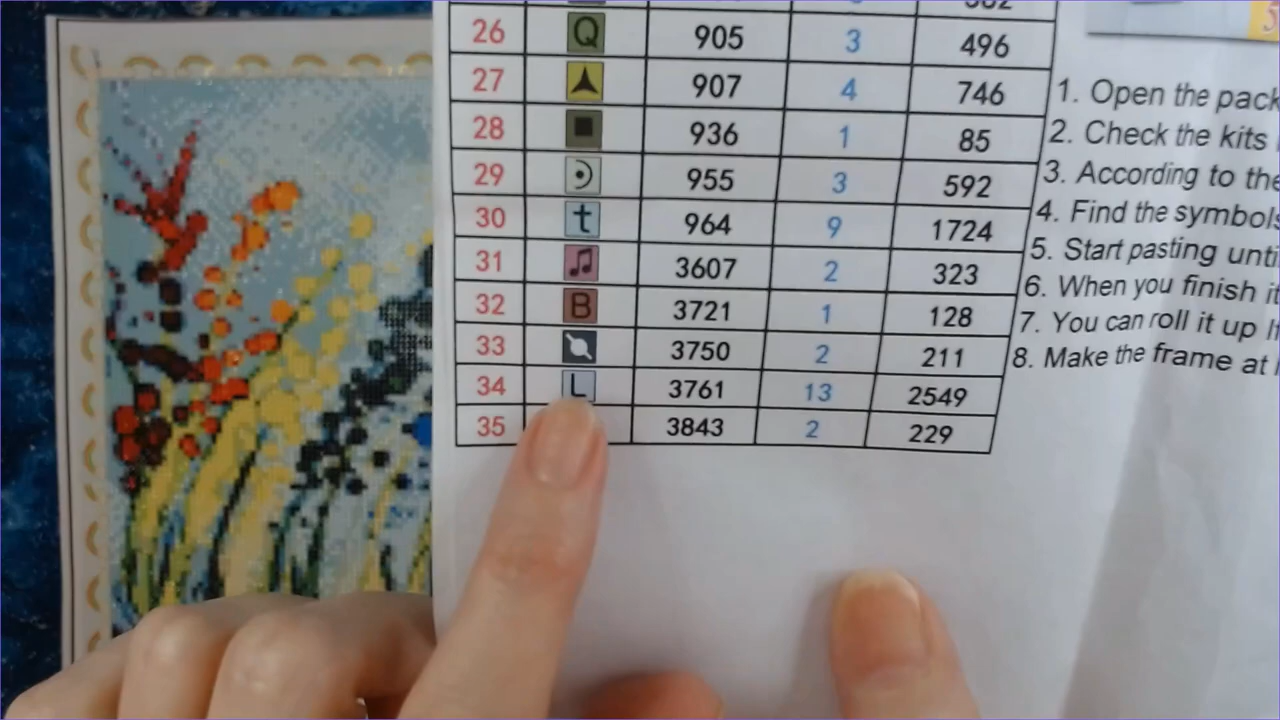 26 Q 905 3 496
27 907 4 746
28 936 1 85
29 955 3 592
30 t 964 9 1724
31 3607 2 323
32 B 3721 1 128
33 3750 2 211
34 L 3761 13 2549
35 3843 2 229
5
1. Open the pack
2. Check the kits
3. According to the
4. Find the symbols
5. Start pasting unti
6. When you finish it
7. You can roll it up
8. Make the frame at